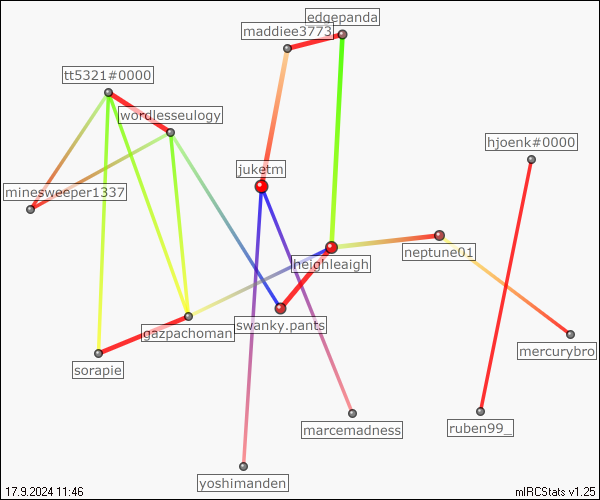 edgepanda
maddiee3773
tt5321#0000
wordlesseulogy
hjoenk#0000
juketm
minesweeper1337
neptune01
heighleaigh
swanky.pants
gazpachoman
mercurybro
sorapie
marcemadness
ruben99_
yoshimanden
17.9.2024 11:46
mIRCStats v1.25